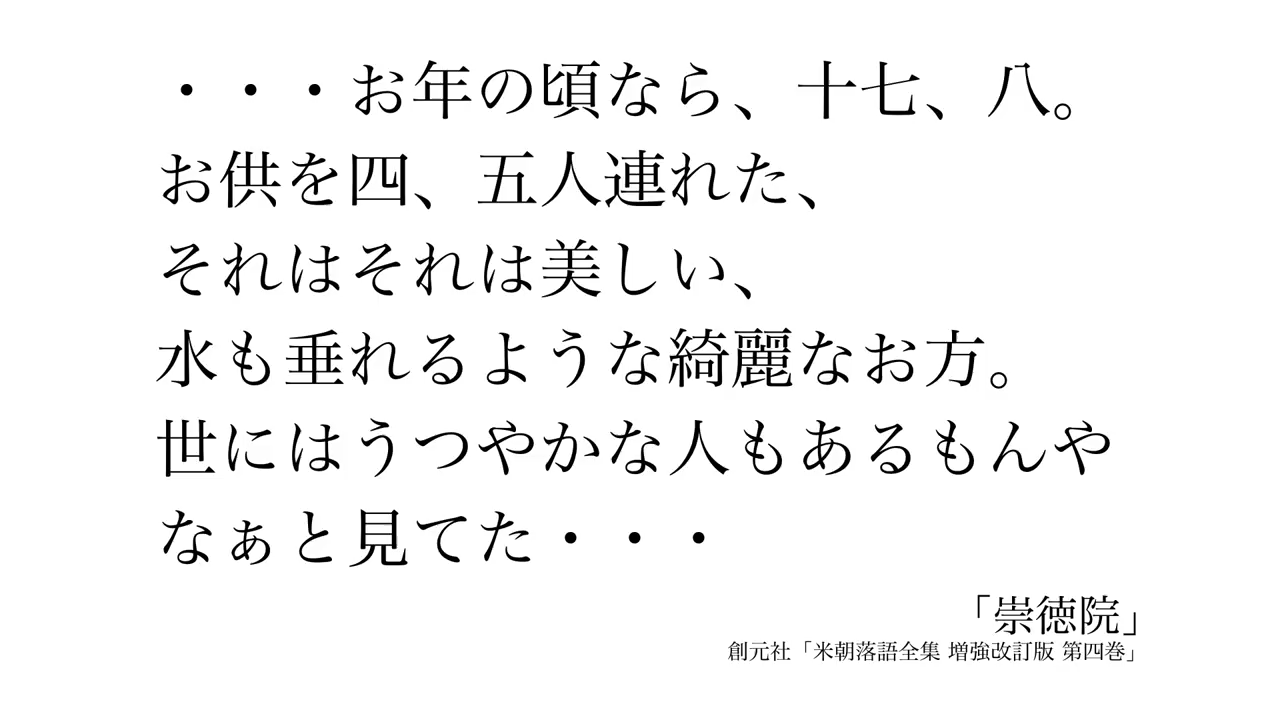 ・・・お年の頃なら、十七、八。
お供を四、五人連れた、
それはそれは美しい、
水も垂れるような綺麗なお方。
世にはうつやかな人もあるもんや
なぁと見てた・・・
「崇徳院」
創元社「米朝落語全集 増強改訂版 第四巻」